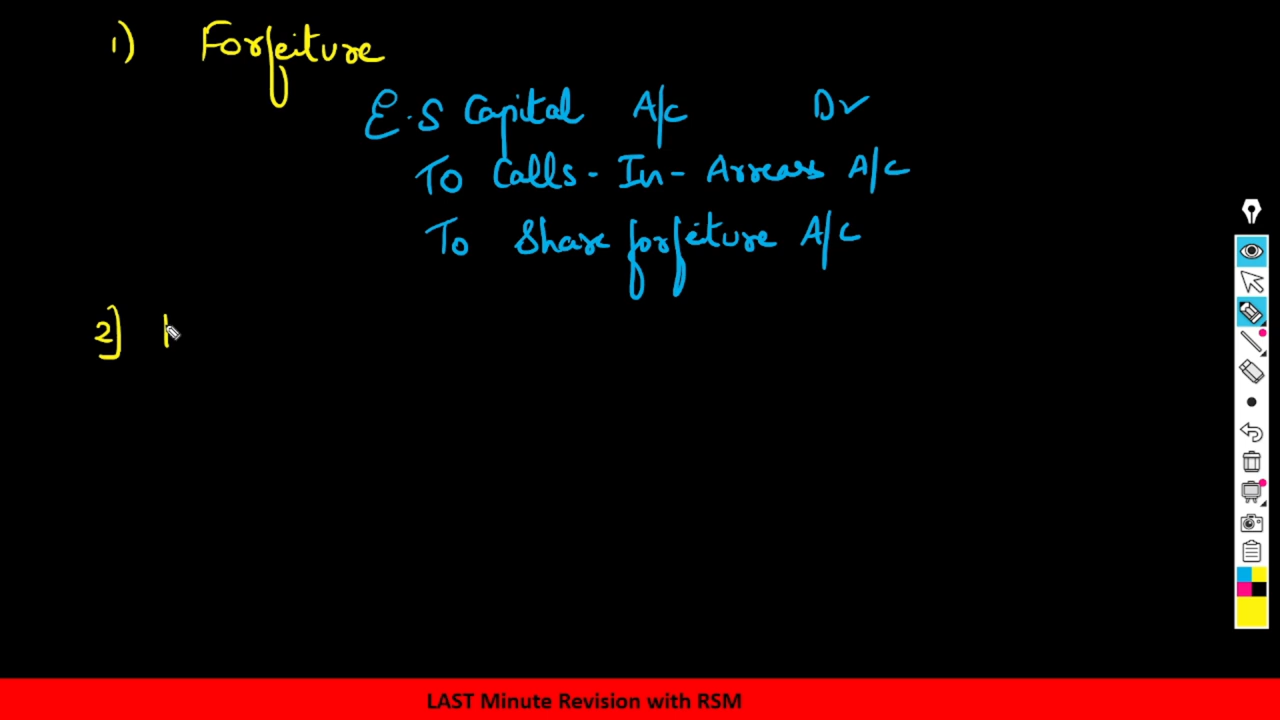 1) Forfeiture
E.S Capital A/c Dr
To Calls-In-Arrears A/c
To Share forfeiture A/c
2]
LAST Minute Revision with RSM